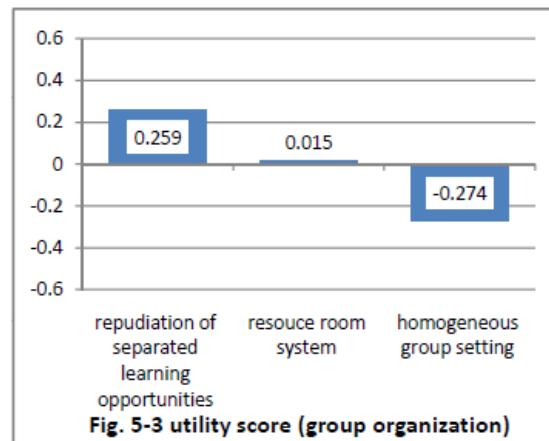 0.6
0.4
0.2
0
-0.2
-0.4
-0.6
0.259
0.015
-0.274
repudiation of
separated
learning
opportunities
resouce room
system
homogeneous
group setting
Fig. 5-3 utility score (group organization)